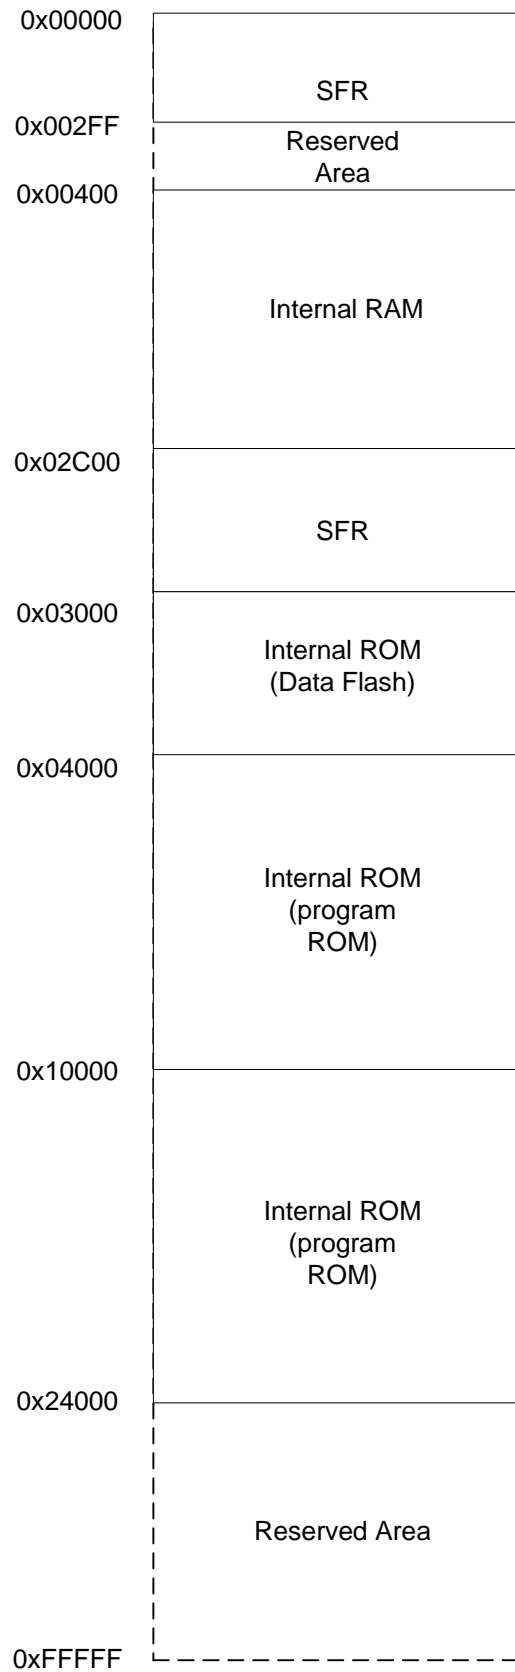 0x00000
SFR
0x002FF
Reserved
Area
0x00400
Internal RAM
0x02C00
SFR
0x03000
Internal ROM
(Data Flash)
0x04000
Internal ROM
(program
ROM)
0x10000
Internal ROM
(program
ROM)
0x24000
Reserved Area
0xFFFFF